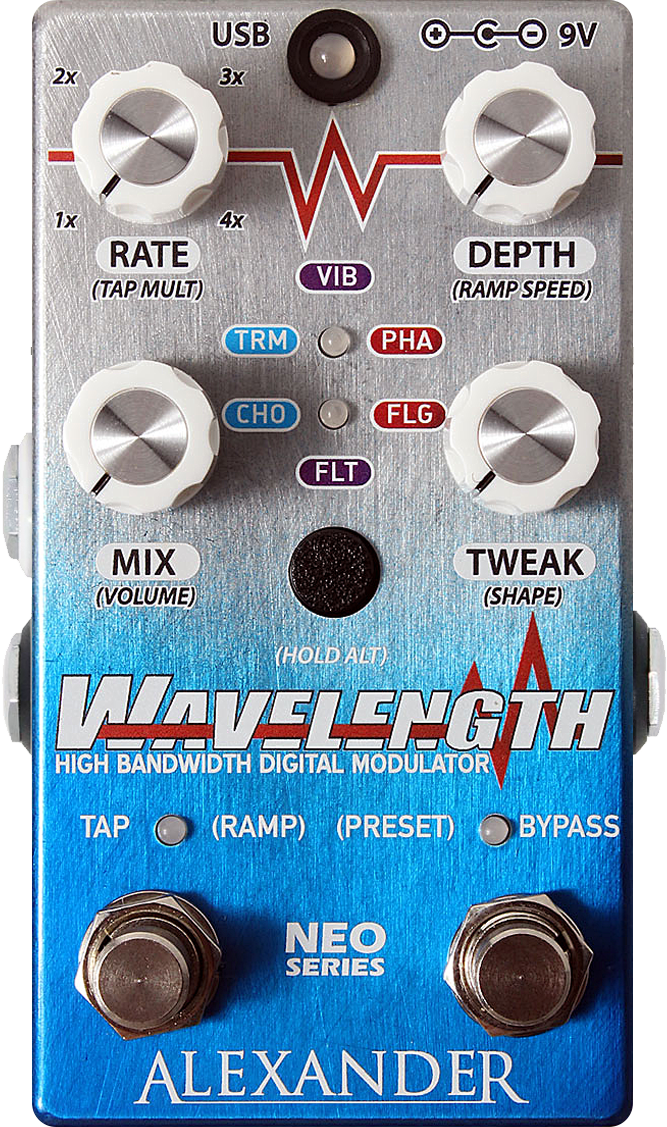 USB 9V
2x 3x
1x 4x
RATE DEPTH
(TAP MULT) VIB (RAMP SPEED)
TRM PHA
CHO FLG
FLT
MIX TWEAK
(VOLUME) (SHAPE)
(HOLD ALT)
WAVELENGTH
HIGH BANDWIDTH DIGITAL MODULATOR
TAP (RAMP) (PRESET) BYPASS
NEO
SERIES
ALEXANDER